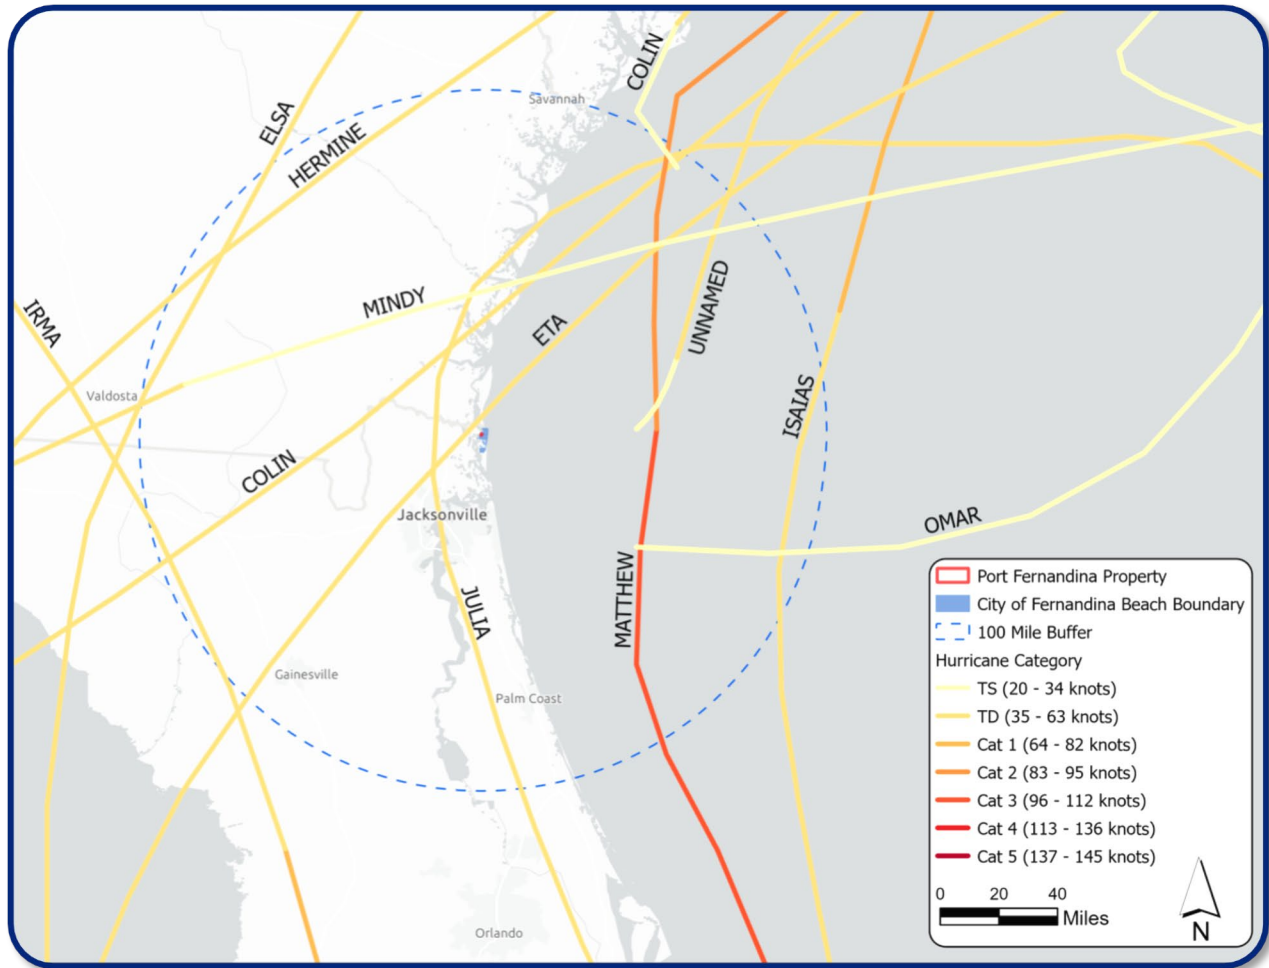 COLIN
Savannah
ELSA
HERMINE
IRMA
MINDY
UNNAMED
ETA
Valdosta
ISAIAS
COLIN
Jacksonville
OMAR
MATTHEW
JULIA
Gainesville
Palm Coast
Orlando
Port Fernandina Property
City of Fernandina Beach Boundary
100 Mile Buffer
Hurricane Category
TS (20 - 34 knots)
TD (35 - 63 knots)
Cat 1 (64 - 82 knots)
Cat 2 (83 - 95 knots)
Cat 3 (96 - 112 knots)
Cat 4 (113 - 136 knots)
Cat 5 (137 - 145 knots)
0 20 40
Miles
N